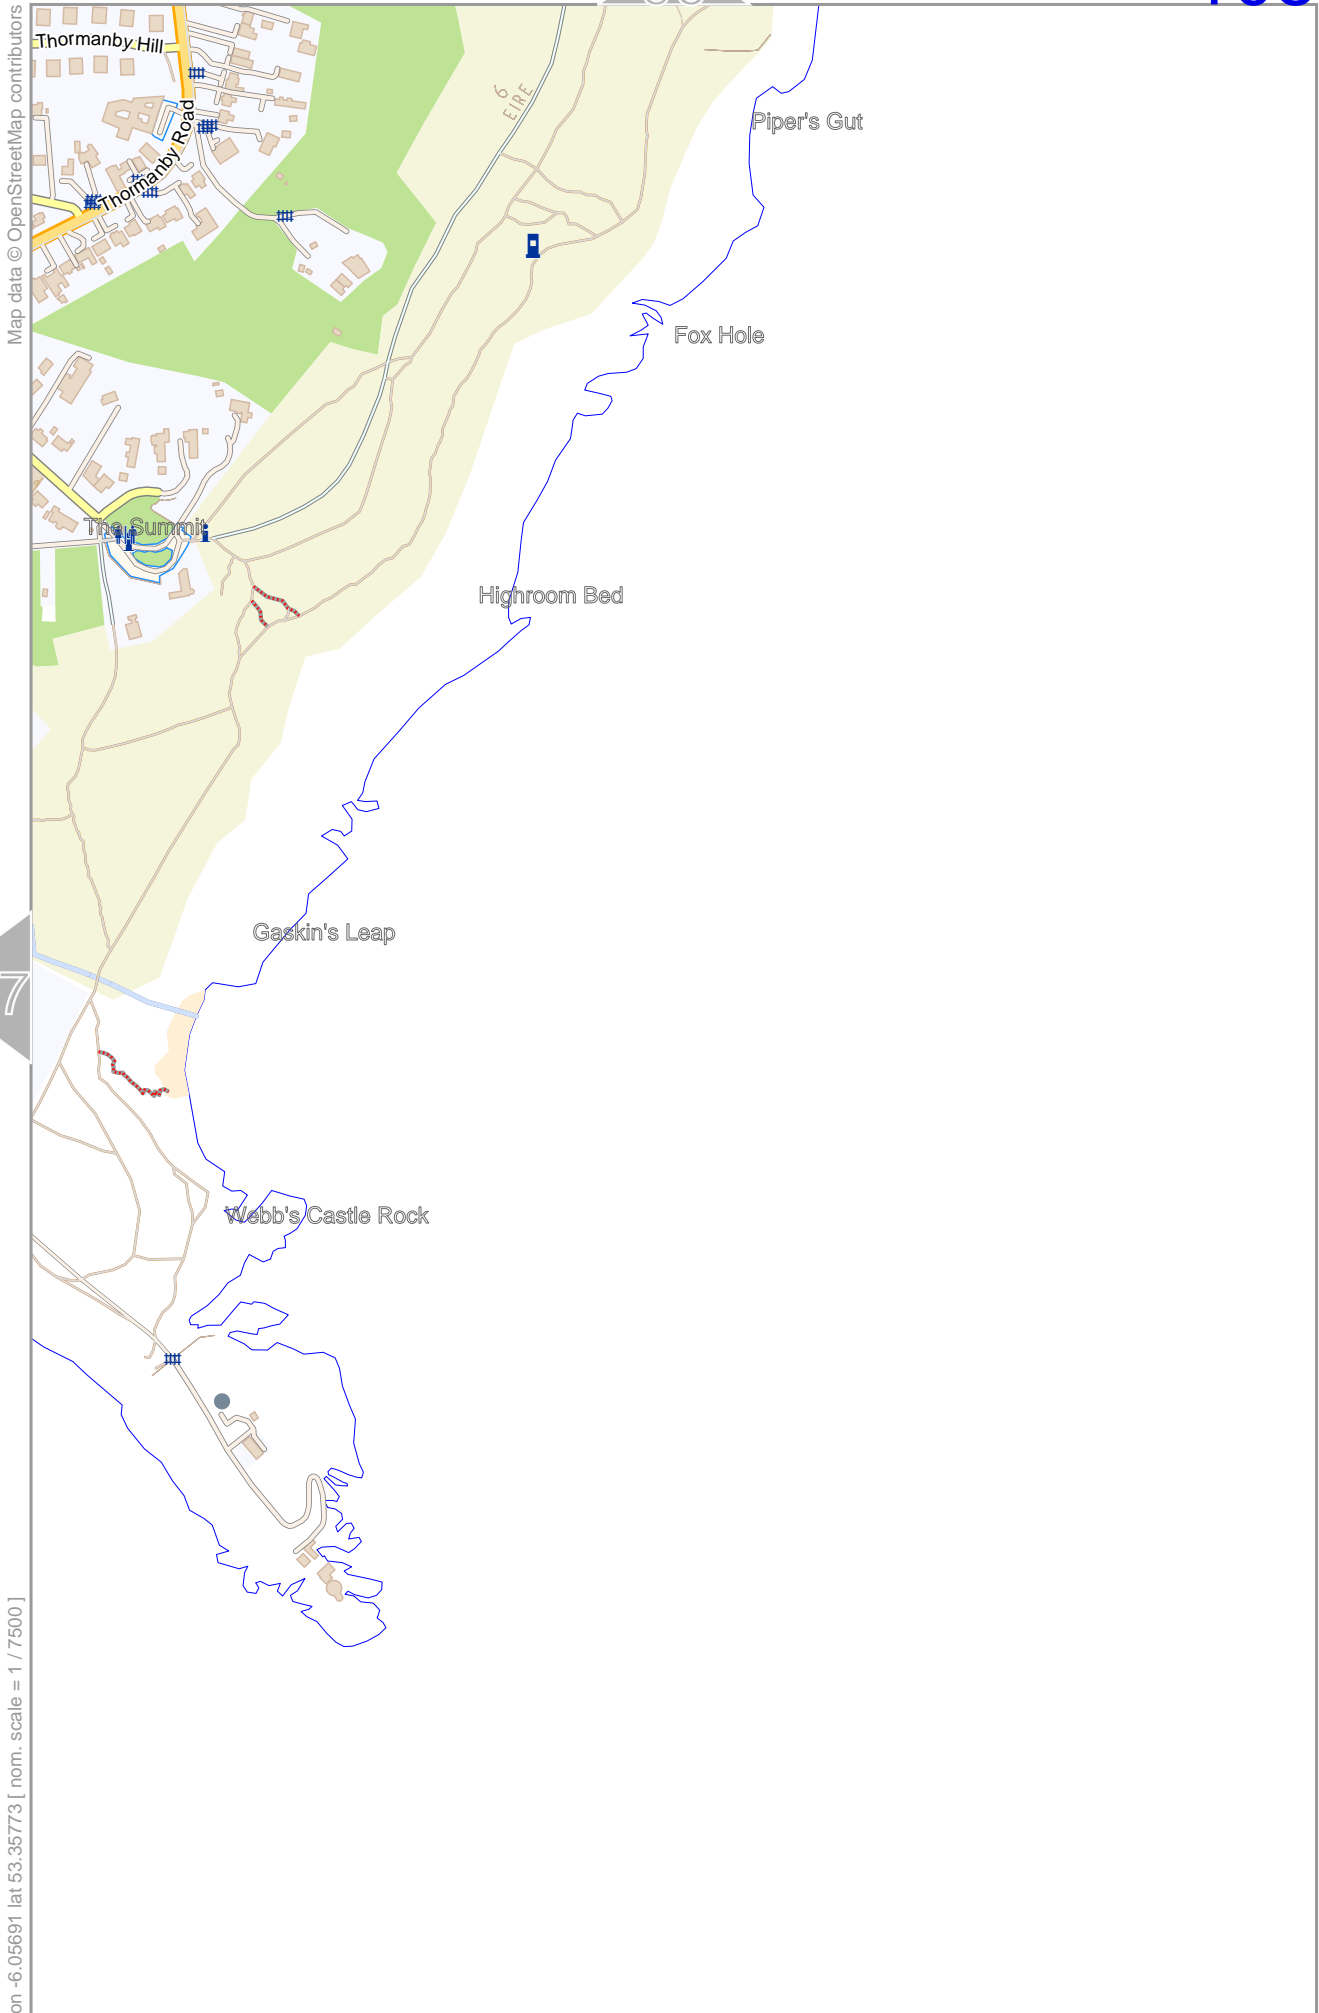 Map data © OpenStreetMap contributors
Thormanby Hill
Thormanby Road
6
EIRE
Piper's Gut
Fox Hole
The Summit
Highroom Bed
Gaskin's Leap
7
Webb's Castle Rock
on -6.05691 lat 53.35773 [ nom. scale = 1 / 7500 ]